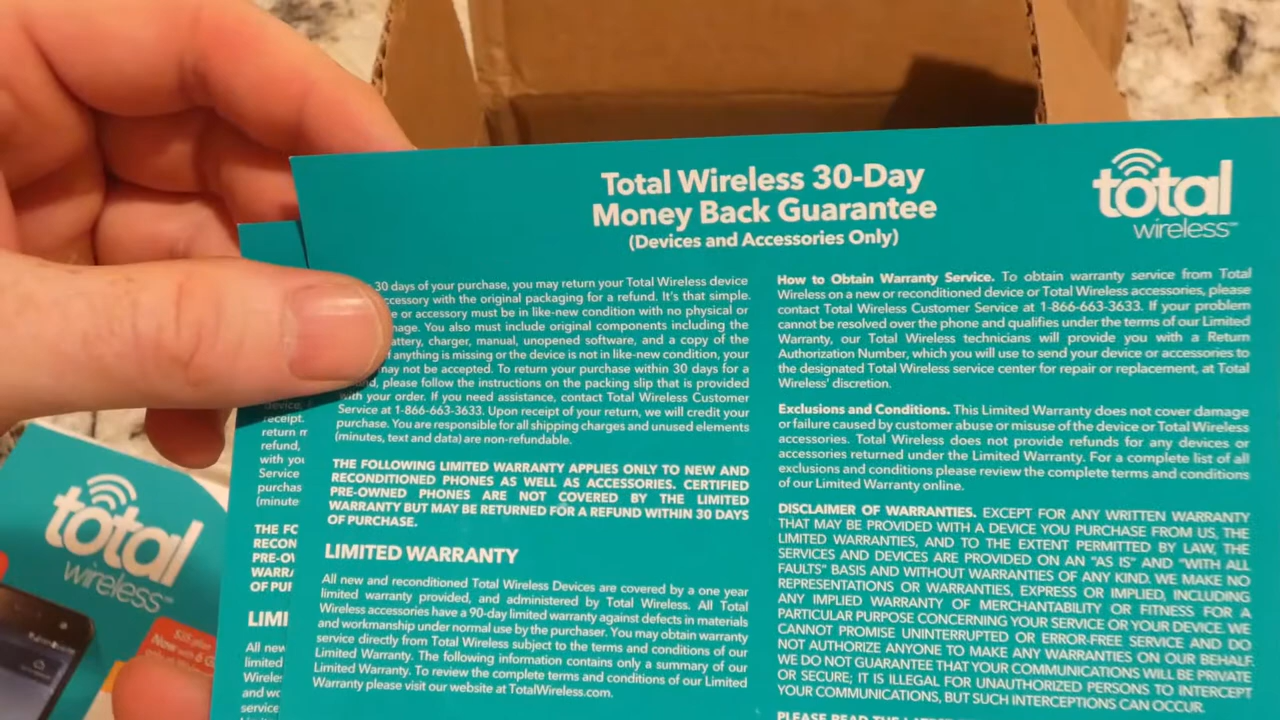 Total Wireless 30-Day
Money Back Guarantee
(Devices and Accessories Only)
total
wireless
30 days of your purchase, you may return your Total Wireless device
ccessory with the original packaging for a refund. It's that simple.
e or accessory must be in like-new condition with no physical or
nage. You also must include original components including the
attery, charger, manual, unopened software, and a copy of the
anything is missing or the device is not in like-new condition, your
may not be accepted. To return your purchase within 30 days for a
d, please follow the instructions on the packing slip that is provided
with your order. If you need assistance, contact Total Wireless Customer
Service at 1-866-663-3633. Upon receipt of your return, we will credit your
purchase. You are responsible for all shipping charges and unused elements
(minutes, text and data) are non-refundable.
THE FOLLOWING LIMITED WARRANTY APPLIES ONLY TO NEW AND
RECONDITIONED PHONES AS WELL AS ACCESSORIES. CERTIFIED
PRE-OWNED PHONES ARE NOT COVERED BY THE LIMITED
WARRANTY BUT MAY BE RETURNED FOR A REFUND WITHIN 30 DAYS
OF PURCHASE.
LIMITED WARRANTY
All new and reconditioned Total Wireless Devices are covered by a one year
limited warranty provided, and administered by Total Wireless. All Total
Wireless accessories have a 90-day limited warranty against defects in materials
and workmanship under normal use by the purchaser. You may obtain warranty
service directly from Total Wireless subject to the terms and conditions of our
Limited Warranty. The following information contains only a summary of our
Limited Warranty. To review the complete terms and conditions of our Limited
Warranty please visit our website at TotalWireless.com.
How to Obtain Warranty Service. To obtain warranty service from Total
Wireless on a new or reconditioned device or Total Wireless accessories, please
contact Total Wireless Customer Service at 1-866-663-3633. If your problem
cannot be resolved over the phone and qualifies under the terms of our Limited
Warranty, our Total Wireless technicians will provide you with a Return
Authorization Number, which you will use to send your device or accessories to
the designated Total Wireless service center for repair or replacement, at Total
Wireless' discretion.
Exclusions and Conditions. This Limited Warranty does not cover damage
or failure caused by customer abuse or misuse of the device or Total Wireless
accessories. Total Wireless does not provide refunds for any devices or
accessories returned under the Limited Warranty. For a complete list of all
exclusions and conditions please review the complete terms and conditions
of our Limited Warranty online.
DISCLAIMER OF WARRANTIES. EXCEPT FOR ANY WRITTEN WARRANTY
THAT MAY BE PROVIDED WITH A DEVICE YOU PURCHASE FROM US, THE
LIMITED WARRANTIES, AND TO THE EXTENT PERMITTED BY LAW, THE
SERVICES AND DEVICES ARE PROVIDED ON AN "AS IS" AND "WITH ALL
FAULTS" BASIS AND WITHOUT WARRANTIES OF ANY KIND. WE MAKE NO
REPRESENTATIONS OR WARRANTIES, EXPRESS OR IMPLIED, INCLUDING
ANY IMPLIED WARRANTY OF MERCHANTABILITY OR FITNESS FOR A
PARTICULAR PURPOSE CONCERNING YOUR SERVICE OR YOUR DEVICE. WE
CANNOT PROMISE UNINTERRUPTED OR ERROR-FREE SERVICE AND DO
NOT AUTHORIZE ANYONE TO MAKE ANY WARRANTIES ON OUR BEHALF.
WE DO NOT GUARANTEE THAT YOUR COMMUNICATIONS WILL BE PRIVATE
OR SECURE; IT IS ILLEGAL FOR UNAUTHORIZED PERSONS TO INTERCEPT
YOUR COMMUNICATIONS, BUT SUCH INTERCEPTIONS CAN OCCUR.
PLEASE READ THE
receipt.
return m
refund,
with you
Service
purchas
(minute
THE FO
RECON
PRE-OV
WARRA
OF PUR
LIMI
All new
limited
Wireles
and wo
service
total
wireless